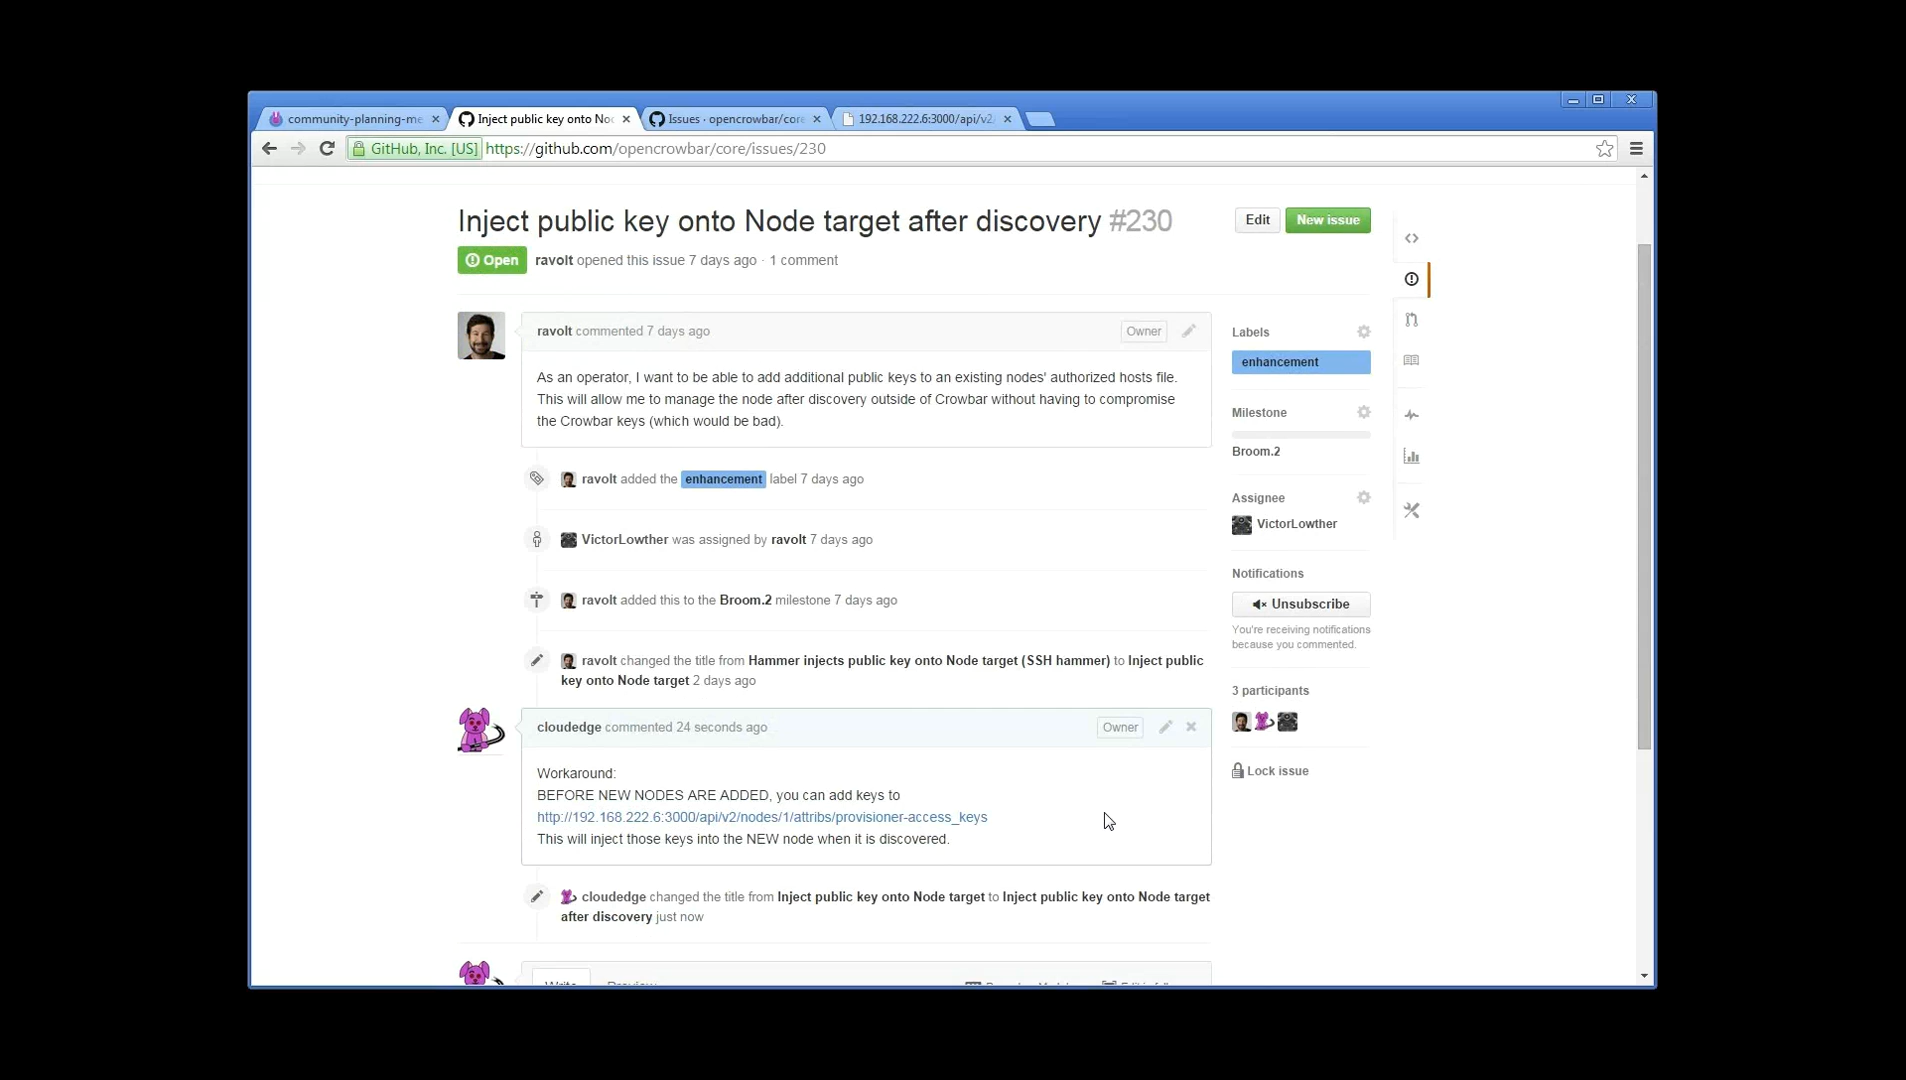 community-planning-me
Inject public key onto No
Issues · opencrowbar/core
192.168.222.6:3000/api/v2
GitHub, Inc. [US]
https://github.com/opencrowbar/core/issues/230
Inject public key onto Node target after discovery #230
Edit
New issue
Open
ravolt opened this issue 7 days ago · 1 comment
ravolt commented 7 days ago
Owner
As an operator, I want to be able to add additional public keys to an existing nodes' authorized hosts file.
This will allow me to manage the node after discovery outside of Crowbar without having to compromise
the Crowbar keys (which would be bad).
ravolt added the enhancement label 7 days ago
VictorLowther was assigned by ravolt 7 days ago
ravolt added this to the Broom.2 milestone 7 days ago
ravolt changed the title from Hammer injects public key onto Node target (SSH hammer) to Inject public
key onto Node target 2 days ago
cloudedge commented 24 seconds ago
Owner
Workaround:
BEFORE NEW NODES ARE ADDED, you can add keys to
http://192.168.222.6:3000/api/v2/nodes/1/attribs/provisioner-access_keys
This will inject those keys into the NEW node when it is discovered.
cloudedge changed the title from Inject public key onto Node target to Inject public key onto Node target
after discovery just now
Labels
enhancement
Milestone
Broom.2
Assignee
VictorLowther
Notifications
Unsubscribe
You're receiving notifications
because you commented.
3 participants
Lock issue